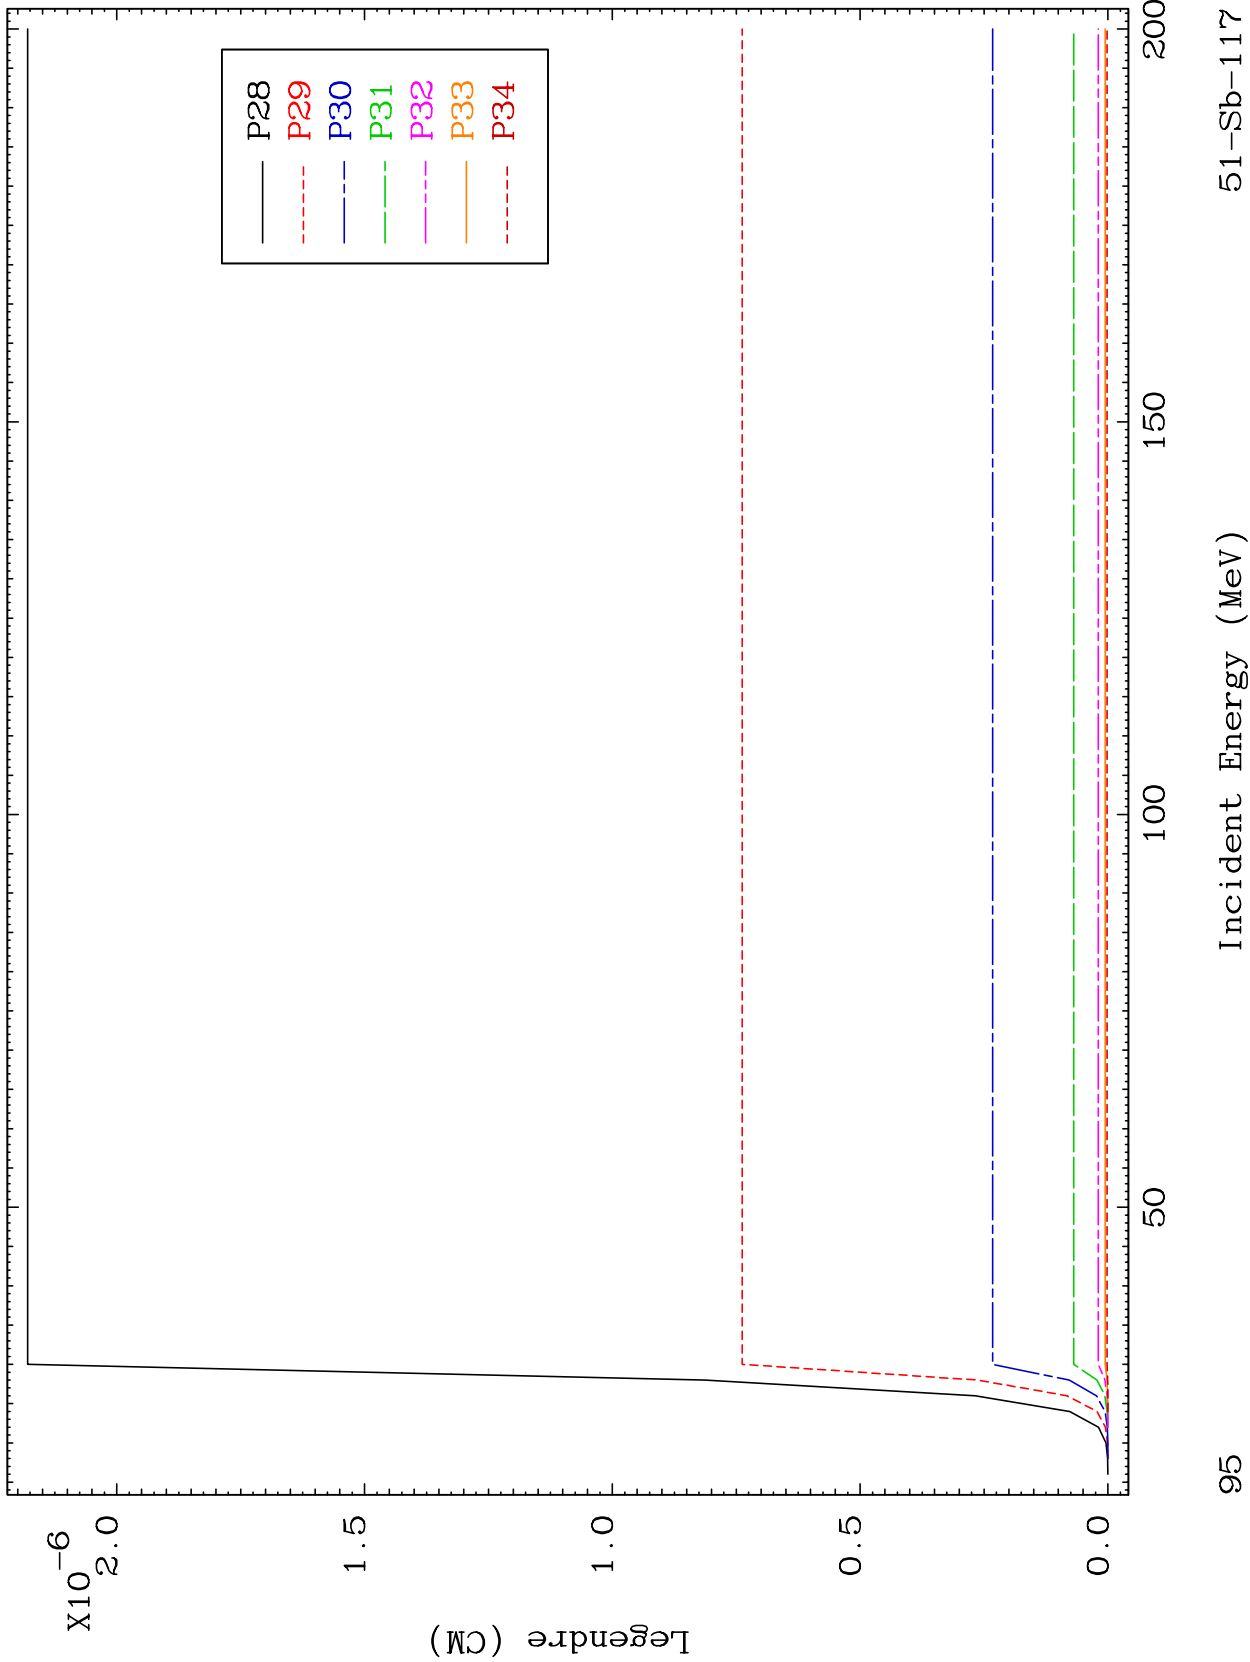 X10-6
2.0
1.5
1.0
0.5
0.0
Legendre (CM)
P28
P29
P30
P31
P32
P33
P34
50
100
150
200
Incident Energy (MeV)
95
51-Sb-117